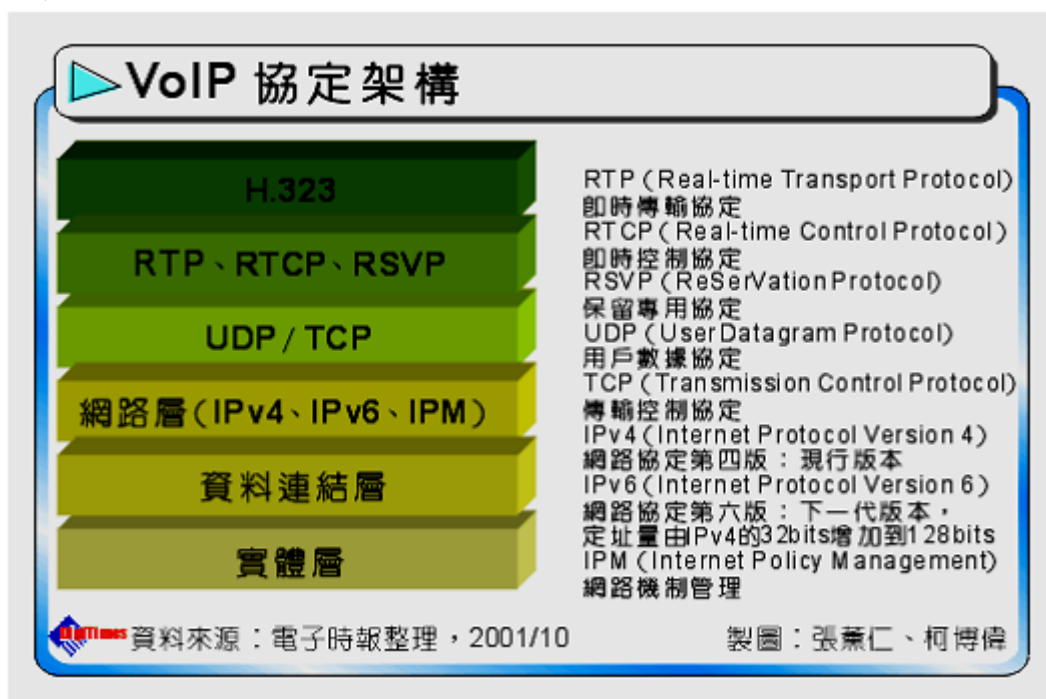 VoIP 協定架構
H.323
RTP、RTCP、RSVP
UDP / TCP
網路層(IPv4、IPv6、IPM)
資料連結層
實體層
RTP (Real-time Transport Protocol)
即時傳輸協定
RTCP (Real-time Control Protocol)
即時控制協定
RSVP (ReSerVation Protocol)
保留專用協定
UDP (User Datagram Protocol)
用戶數據協定
TCP (Transmission Control Protocol)
傳輸控制協定
IPv4 (Internet Protocol Version 4)
網路協定第四版:現行版本
IPv6 (Internet Protocol Version 6)
網路協定第六版:下一代版本,
定址量由IPv4的32bits增加到128bits
IPM (Internet Policy Management)
網路機制管理
DigiTimes 資料來源:電子時報整理,2001/10
製圖:張薰仁、柯博偉